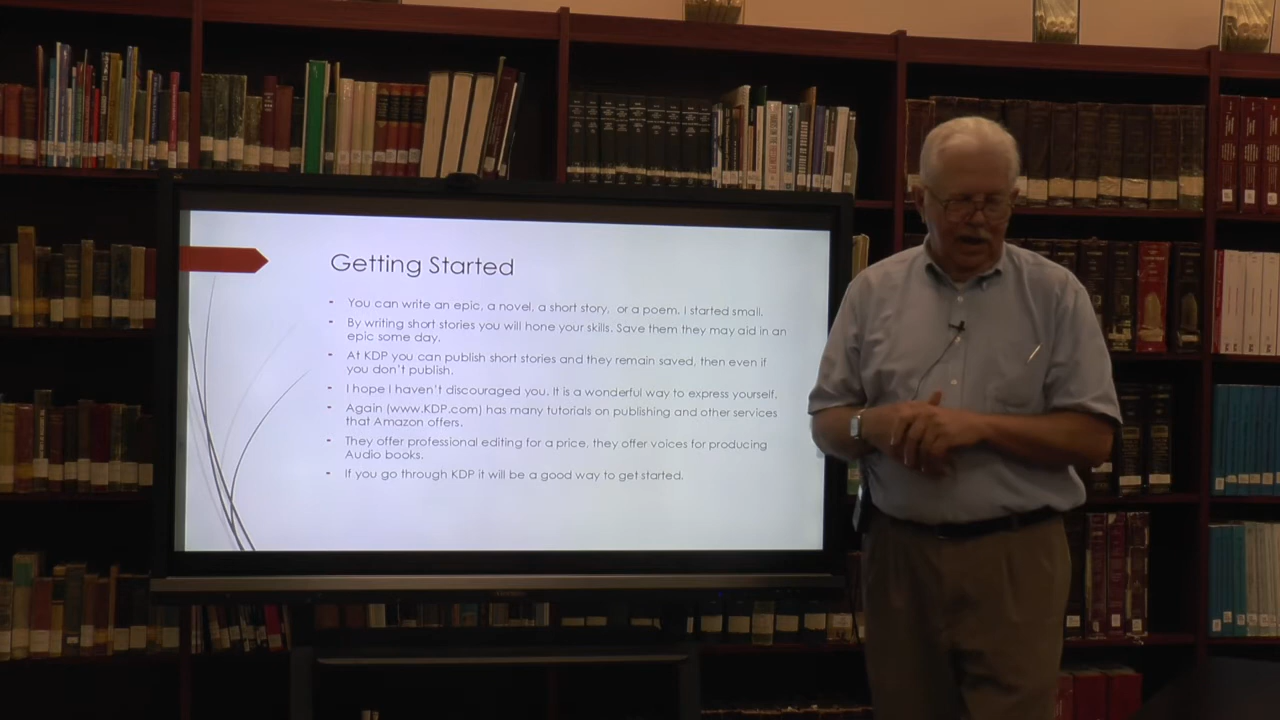 Getting Started
- You can write an epic, a novel, a short story, or a poem. I started small.
- By writing short stories you will hone your skills. Save them they may aid in an
epic some day.
- At KDP you can publish short stories and they remain saved, then even if
you don't publish.
- I hope I haven't discouraged you. It is a wonderful way to express yourself.
- Again (www.KDP.com) has many tutorials on publishing and other services
that Amazon offers.
- They offer professional editing for a price, they offer voices for producing
Audio books.
- If you go through KDP it will be a good way to get started.